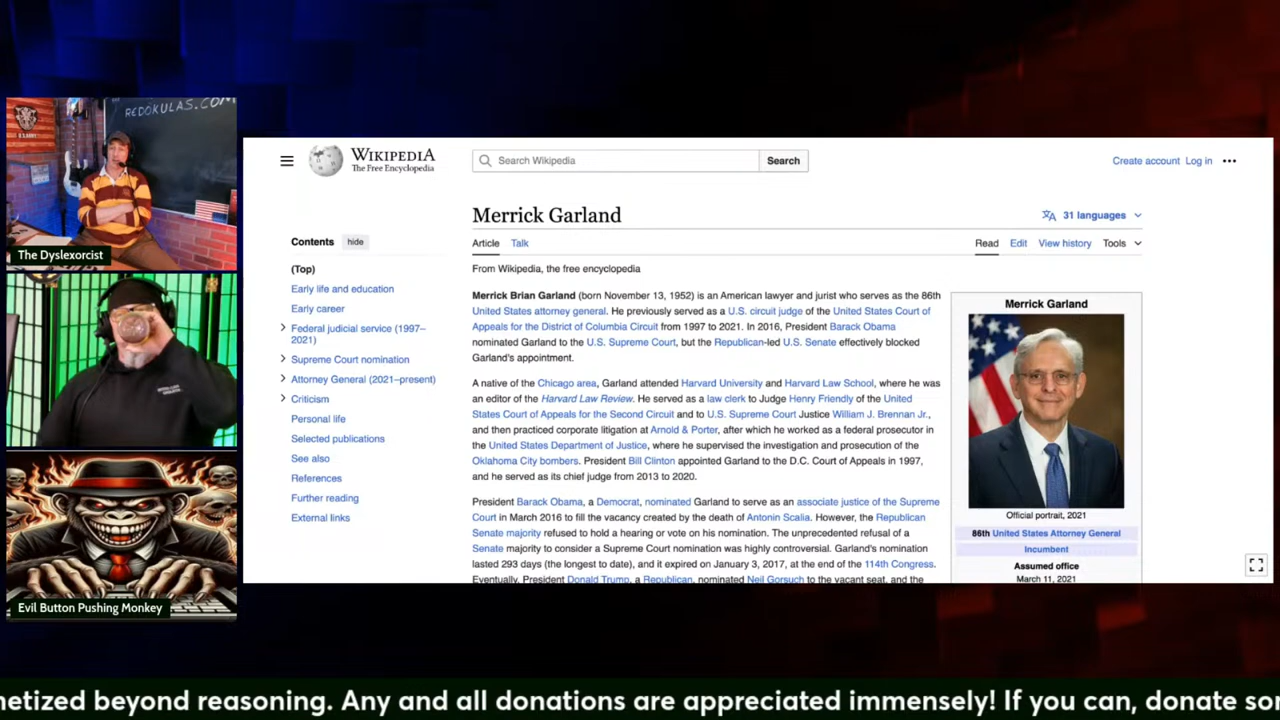 REDOKULAS.COM
The Dyslexorcist
Evil Button Pushing Monkey
WIKIPEDIA
The Free Encyclopedia
Search Wikipedia
Search
Create account Log in
Merrick Garland
31 languages
Article Talk
Read Edit View history Tools
From Wikipedia, the free encyclopedia
Contents hide
(Top)
Early life and education
Early career
Federal judicial service (1997–
2021)
Supreme Court nomination
Attorney General (2021–present)
Criticism
Personal life
Selected publications
See also
References
Further reading
External links
Merrick Brian Garland (born November 13, 1952) is an American lawyer and jurist who serves as the 86th
United States attorney general. He previously served as a U.S. circuit judge of the United States Court of
Appeals for the District of Columbia Circuit from 1997 to 2021. In 2016, President Barack Obama
nominated Garland to the U.S. Supreme Court, but the Republican-led U.S. Senate effectively blocked
Garland's appointment.
A native of the Chicago area, Garland attended Harvard University and Harvard Law School, where he was
an editor of the Harvard Law Review. He served as a law clerk to Judge Henry Friendly of the United
States Court of Appeals for the Second Circuit and to U.S. Supreme Court Justice William J. Brennan Jr.,
and then practiced corporate litigation at Arnold & Porter, after which he worked as a federal prosecutor in
the United States Department of Justice, where he supervised the investigation and prosecution of the
Oklahoma City bombers. President Bill Clinton appointed Garland to the D.C. Court of Appeals in 1997,
and he served as its chief judge from 2013 to 2020.
President Barack Obama, a Democrat, nominated Garland to serve as an associate justice of the Supreme
Court in March 2016 to fill the vacancy created by the death of Antonin Scalia. However, the Republican
Senate majority refused to hold a hearing or vote on his nomination. The unprecedented refusal of a
Senate majority to consider a Supreme Court nomination was highly controversial. Garland's nomination
lasted 293 days (the longest to date), and it expired on January 3, 2017, at the end of the 114th Congress.
Eventually, President Donald Trump, a Republican, nominated Neil Gorsuch to the vacant seat, and the
Merrick Garland
Official portrait, 2021
86th United States Attorney General
Incumbent
Assumed office
March 11, 2021
netized beyond reasoning. Any and all donations are appreciated immensely! If you can, donate so